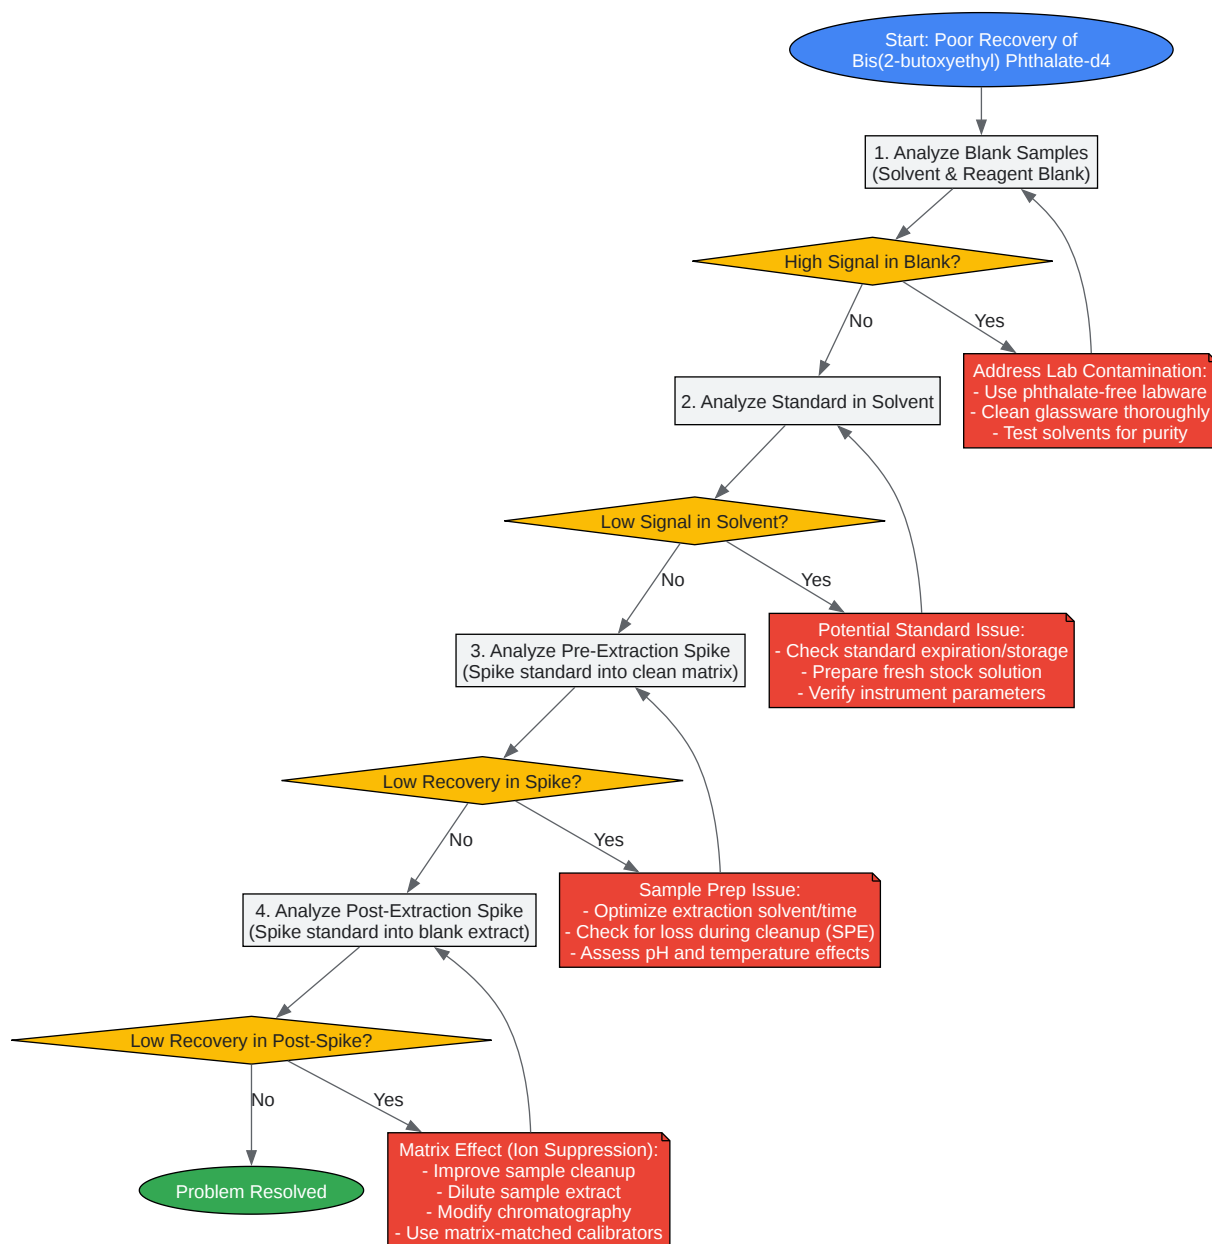 Start: Poor Recovery of
Bis(2-butoxyethyl) Phthalate-d4
1. Analyze Blank Samples
(Solvent & Reagent Blank)
High Signal in Blank?
No
Yes
Address Lab Contamination:
- Use phthalate-free labware
- Clean glassware thoroughly
- Test solvents for purity
2. Analyze Standard in Solvent
Low Signal in Solvent?
No
Yes
Potential Standard Issue:
- Check standard expiration/storage
- Prepare fresh stock solution
- Verify instrument parameters
3. Analyze Pre-Extraction Spike
(Spike standard into clean matrix)
Low Recovery in Spike?
No
Yes
Sample Prep Issue:
- Optimize extraction solvent/time
- Check for loss during cleanup (SPE)
- Assess pH and temperature effects
4. Analyze Post-Extraction Spike
(Spike standard into blank extract)
Low Recovery in Post-Spike?
No
Yes
Matrix Effect (Ion Suppression):
- Improve sample cleanup
- Dilute sample extract
- Modify chromatography
- Use matrix-matched calibrators
Problem Resolved